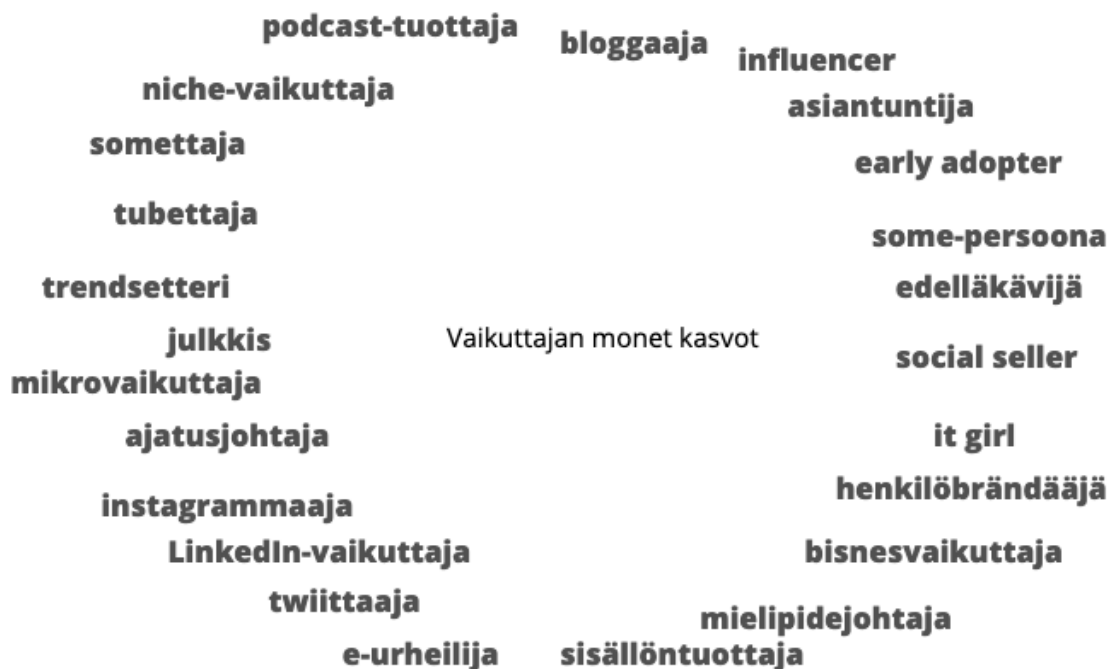 podcast-tuottaja
bloggaaja
influencer
niche-vaikuttaja
asiantuntija
somettaja
early adopter
tubettaja
some-persoona
trendsetteri
edelläkävijä
julkkis
Vaikuttajan monet kasvot
social seller
mikrovaikuttaja
ajatusjohtaja
it girl
henkilöbrändääjä
instagrammaaja
LinkedIn-vaikuttaja
bisnesvaikuttaja
twiittaaja
mielipidejohtaja
e-urheilija
sisällöntuottaja